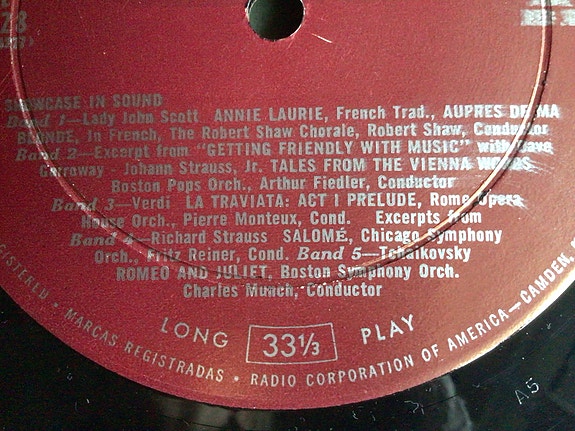 SHOWCASE IN SOUND
Band 1—Lady John Scott ANNIE LAURIE, French Trad., AUPRES DE MA
BLONDE, In French, The Robert Shaw Chorale, Robert Shaw, Conductor
Band 2—Excerpt from "GETTING FRIENDLY WITH MUSIC" with Dave
Garroway - Johann Strauss, Jr. TALES FROM THE VIENNA WOODS
Boston Pops Orch., Arthur Fiedler, Conductor
Band 3—Verdi LA TRAVIATA: ACT I PRELUDE, Rome Opera
House Orch., Pierre Monteux, Cond. Excerpts from
Band 4—Richard Strauss SALOMÉ, Chicago Symphony
Orch., Fritz Reiner, Cond. Band 5—Tchaikovsky
ROMEO AND JULIET, Boston Symphony Orch.
Charles Munch, Conductor
LONG 33⅓ PLAY
MARCAS REGISTRADAS • RADIO CORPORATION OF AMERICA—CAMDEN,
A5